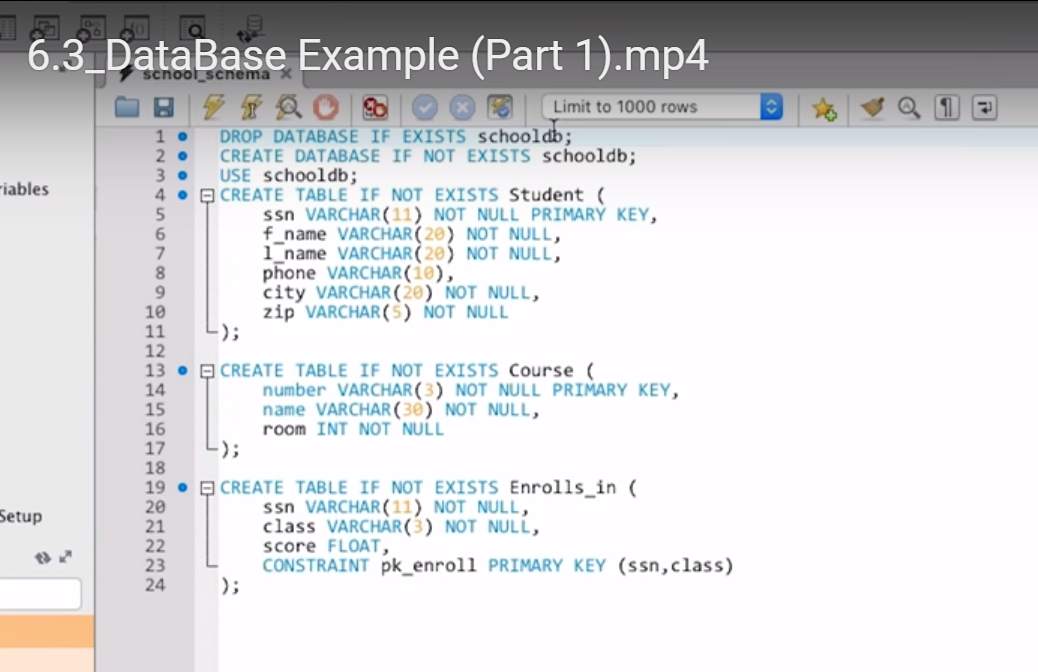 6.3_DataBase Example (Part 1).mp4
school_schema
Limit to 1000 rows
1 DROP DATABASE IF EXISTS schooldb;
2 CREATE DATABASE IF NOT EXISTS schooldb;
3 USE schooldb;
4 CREATE TABLE IF NOT EXISTS Student (
5 ssn VARCHAR(11) NOT NULL PRIMARY KEY,
6 f_name VARCHAR(20) NOT NULL,
7 l_name VARCHAR(20) NOT NULL,
8 phone VARCHAR(10),
9 city VARCHAR(20) NOT NULL,
10 zip VARCHAR(5) NOT NULL
11 );
12
13 CREATE TABLE IF NOT EXISTS Course (
14 number VARCHAR(3) NOT NULL PRIMARY KEY,
15 name VARCHAR(30) NOT NULL,
16 room INT NOT NULL
17 );
18
19 CREATE TABLE IF NOT EXISTS Enrolls_in (
20 ssn VARCHAR(11) NOT NULL,
21 class VARCHAR(3) NOT NULL,
22 score FLOAT,
23 CONSTRAINT pk_enroll PRIMARY KEY (ssn,class)
24 );
riables
Setup